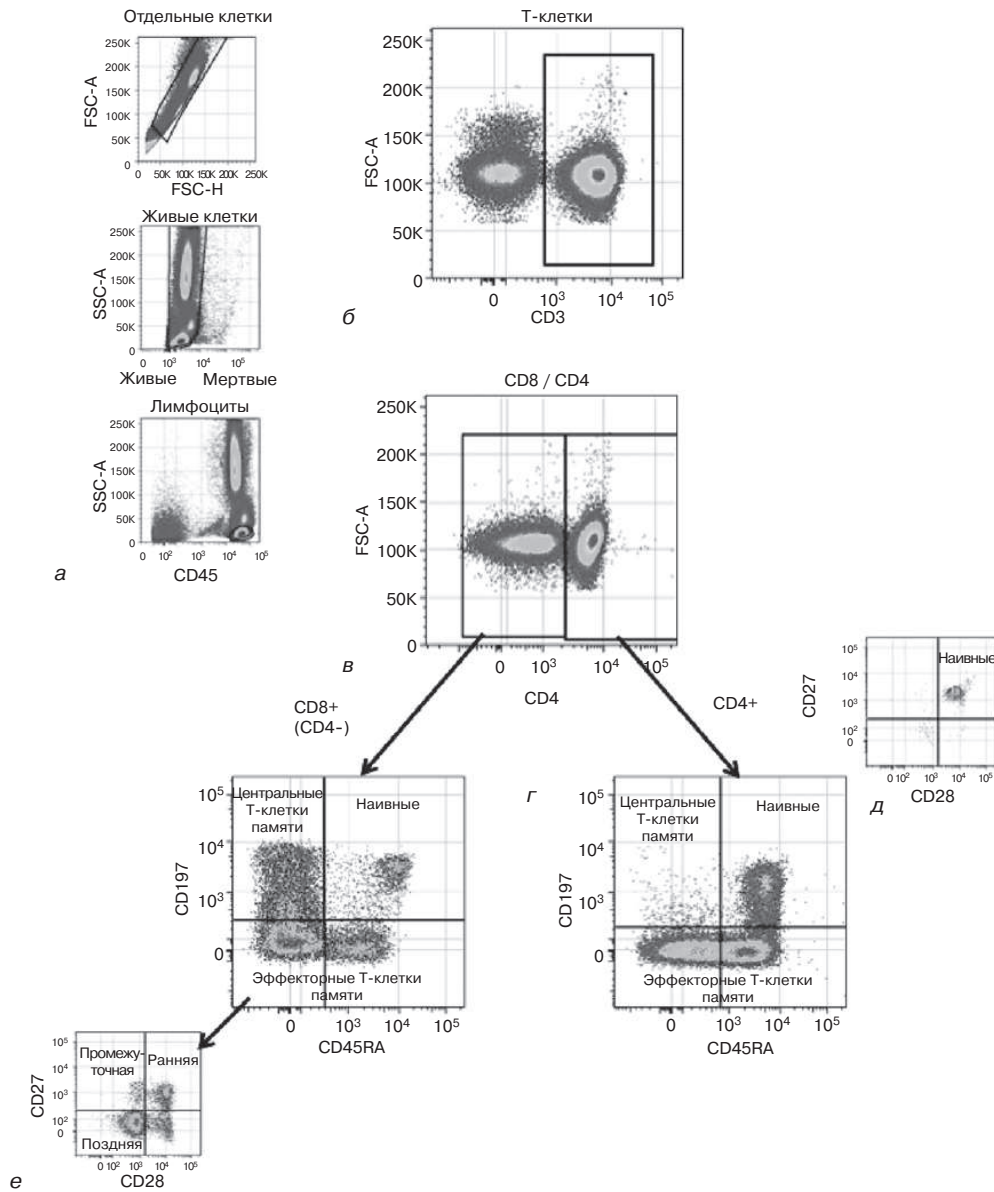 Отдельные клетки
250K
200K
150K
100K
50K
0
FSC-A
0 50K 100K 150K 200K 250K
FSC-H
Живые клетки
250K
200K
150K
100K
50K
0
SSC-A
0 10³ 10⁴ 10⁵
Живые Мертвые
Лимфоциты
250K
200K
150K
100K
50K
0
SSC-A
0 10² 10³ 10⁴ 10⁵
CD45
а
Т-клетки
250K
200K
150K
100K
50K
0
FSC-A
0 10³ 10⁴ 10⁵
CD3
б
CD8 / CD4
250K
200K
150K
100K
50K
0
FSC-A
0 10³ 10⁴ 10⁵
CD4
в
CD8+
(CD4-)
CD4+
10⁵
10⁴
10³
10²
0
CD27
Наивные
0 10² 10³ 10⁴ 10⁵
CD28
д
10⁵
10⁴
10³
0
CD197
Центральные
Т-клетки
памяти
Наивные
Эффекторные Т-клетки
памяти
0 10³ 10⁴ 10⁵
CD45RA
г
10⁵
10⁴
10³
0
CD197
Центральные
Т-клетки
памяти
Наивные
Эффекторные Т-клетки
памяти
0 10³ 10⁴ 10⁵
CD45RA
10⁵
10⁴
10³
10²
0
CD27
Промежу-
точная
Ранняя
Поздняя
0 10² 10³ 10⁴ 10⁵
CD28
е